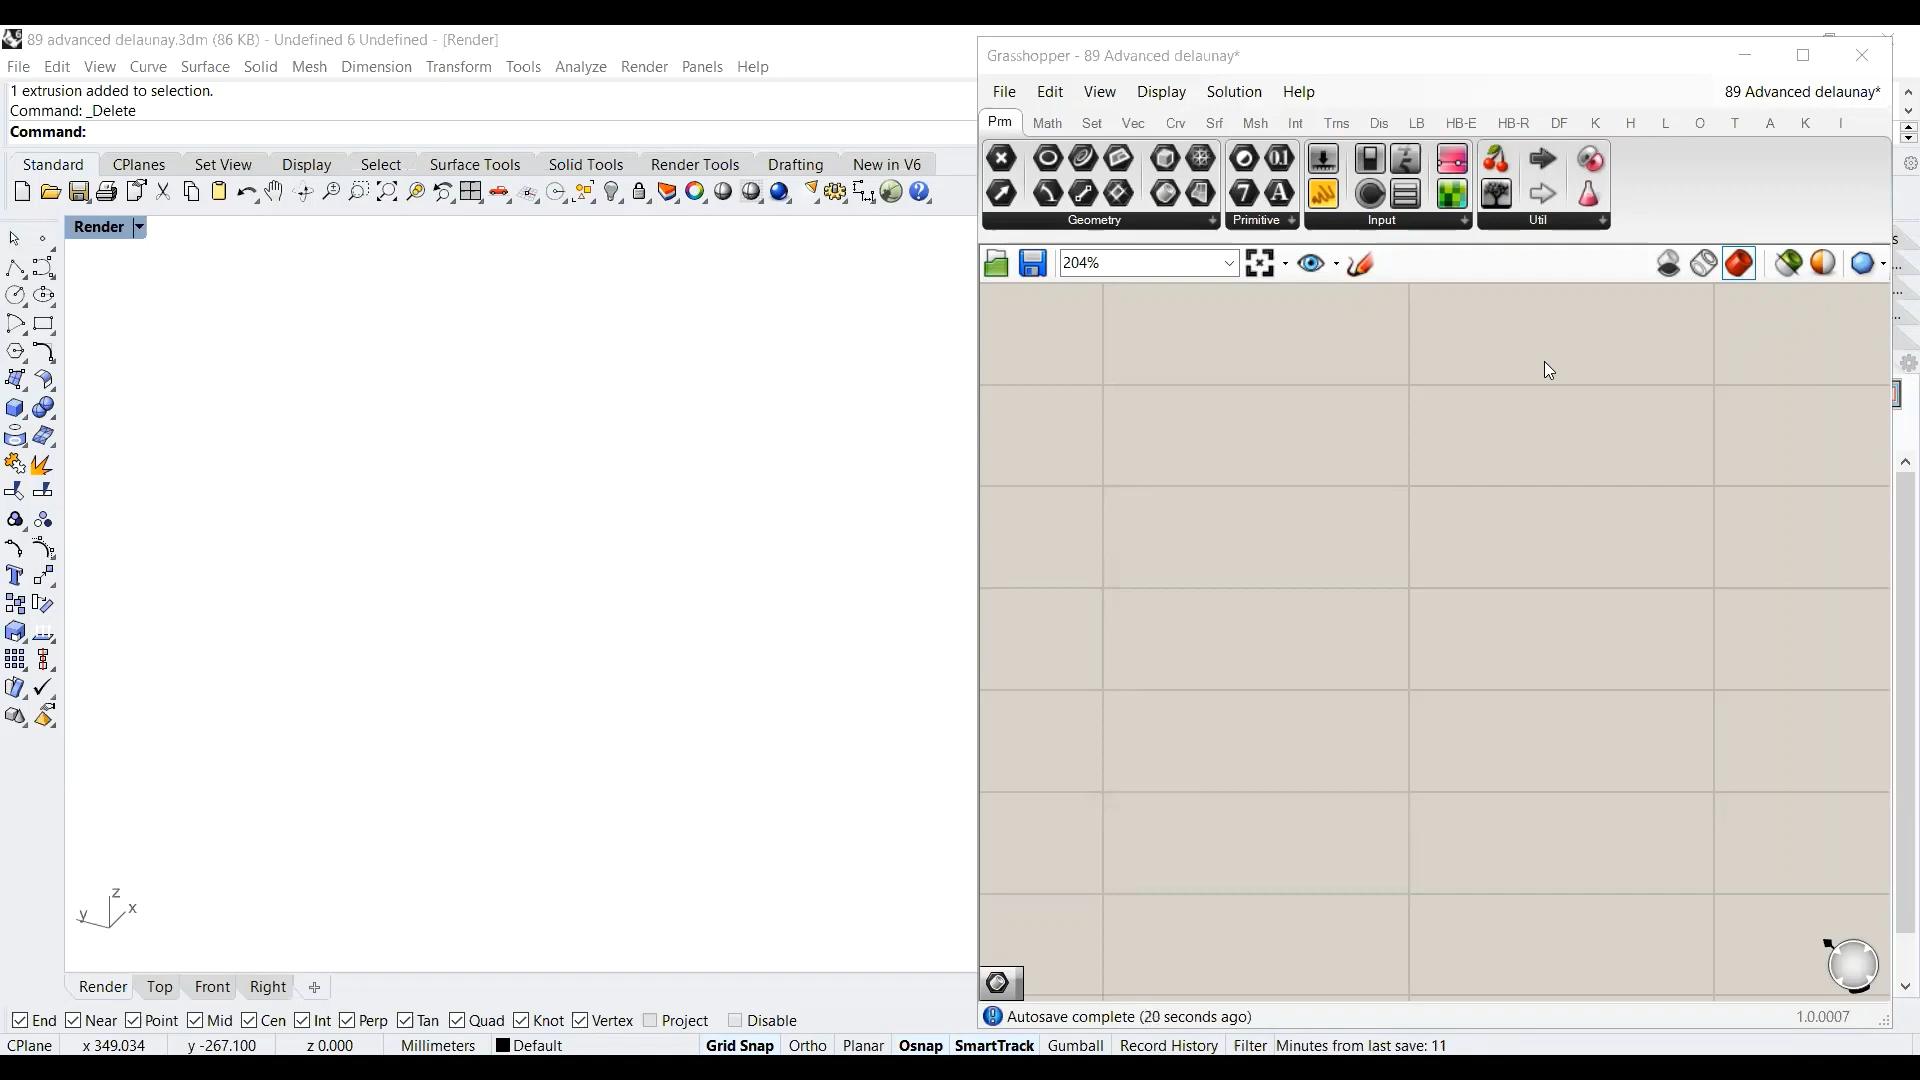 89 advanced delaunay.3dm (86 KB) - Undefined 6 Undefined - [Render]
File Edit View Curve Surface Solid Mesh Dimension Transform Tools Analyze Render Panels Help
1 extrusion added to selection.
Command: _Delete
Command:
Standard CPlanes Set View Display Select Surface Tools Solid Tools Render Tools Drafting New in V6
Render
z
y x
Render Top Front Right
End Near Point Mid Cen Int Perp Tan Quad Knot Vertex Project Disable
CPlane x 349.034 y -267.100 z 0.000 Millimeters Default Grid Snap Ortho Planar Osnap SmartTrack Gumball Record History Filter Minutes from last save: 11
Grasshopper - 89 Advanced delaunay*
File Edit View Display Solution Help 89 Advanced delaunay*
Prm Math Set Vec Crv Srf Msh Int Trns Dis LB HB-E HB-R DF K H L O T A K I
Geometry Primitive Input Util
204%
Autosave complete (20 seconds ago) 1.0.0007